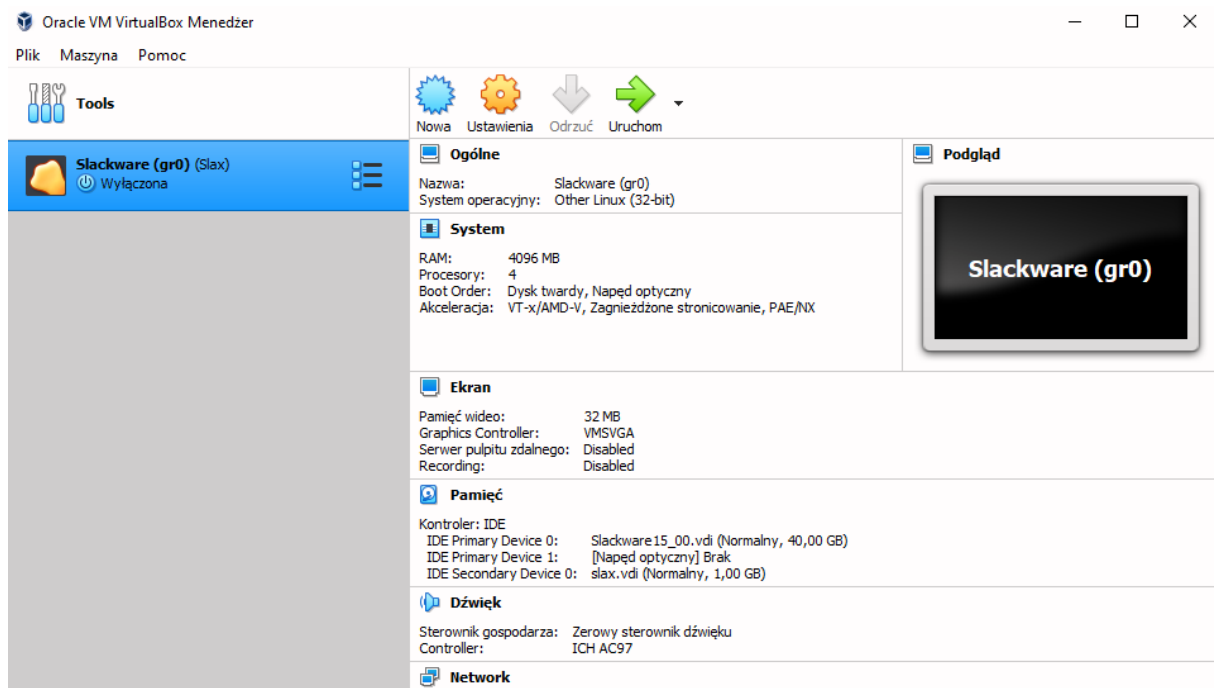 Oracle VM VirtualBox Menedżer
Plik Maszyna Pomoc
Tools
Nowa Ustawienia Odrzuć Uruchom
Slackware (gr0) (Slax)
Wyłączona
Ogólne
Nazwa: Slackware (gr0)
System operacyjny: Other Linux (32-bit)
Podgląd
Slackware (gr0)
System
RAM: 4096 MB
Procesory: 4
Boot Order: Dysk twardy, Napęd optyczny
Akceleracja: VT-x/AMD-V, Zagnieżdżone stronicowanie, PAE/NX
Ekran
Pamięć wideo: 32 MB
Graphics Controller: VMSVGA
Serwer pulpitu zdalnego: Disabled
Recording: Disabled
Pamięć
Kontroler: IDE
IDE Primary Device 0: Slackware15_00.vdi (Normalny, 40,00 GB)
IDE Primary Device 1: [Napęd optyczny] Brak
IDE Secondary Device 0: slax.vdi (Normalny, 1,00 GB)
Dźwięk
Sterownik gospodarza: Zerowy sterownik dźwięku
Controller: ICH AC97
Network